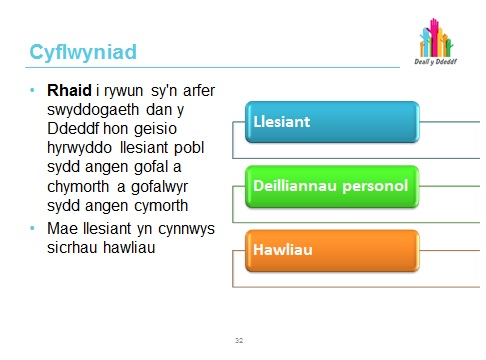 Cyflwyniad
Deall y Ddeddf
• Rhaid i rywun sy'n arfer
swyddogaeth dan y
Ddeddf hon geisio
hyrwyddo llesiant pobl
sydd angen gofal a
chymorth a gofalwyr
sydd angen cymorth
• Mae llesiant yn cynnwys
sicrhau hawliau
Llesiant
Deilliannau personol
Hawliau
32